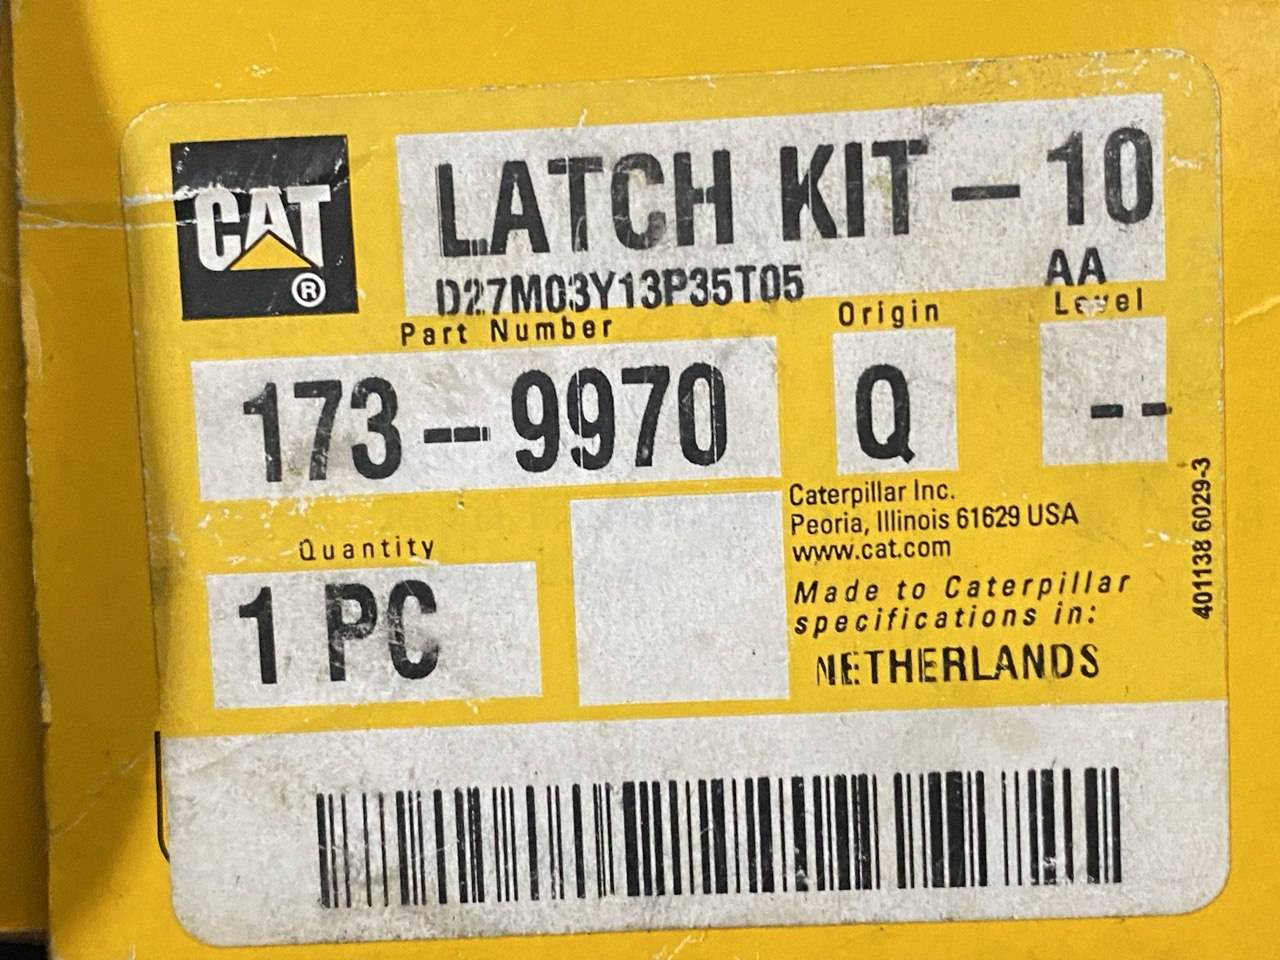 CAT
®
LATCH KIT - 10
D27M03Y13P35T05
AA
Part Number
Origin
Level
173--9970
Q
--
Caterpillar Inc.
Peoria, Illinois 61629 USA
www.cat.com
Quantity
1 PC
Made to Caterpillar
specifications in:
NETHERLANDS
401138 6029-3